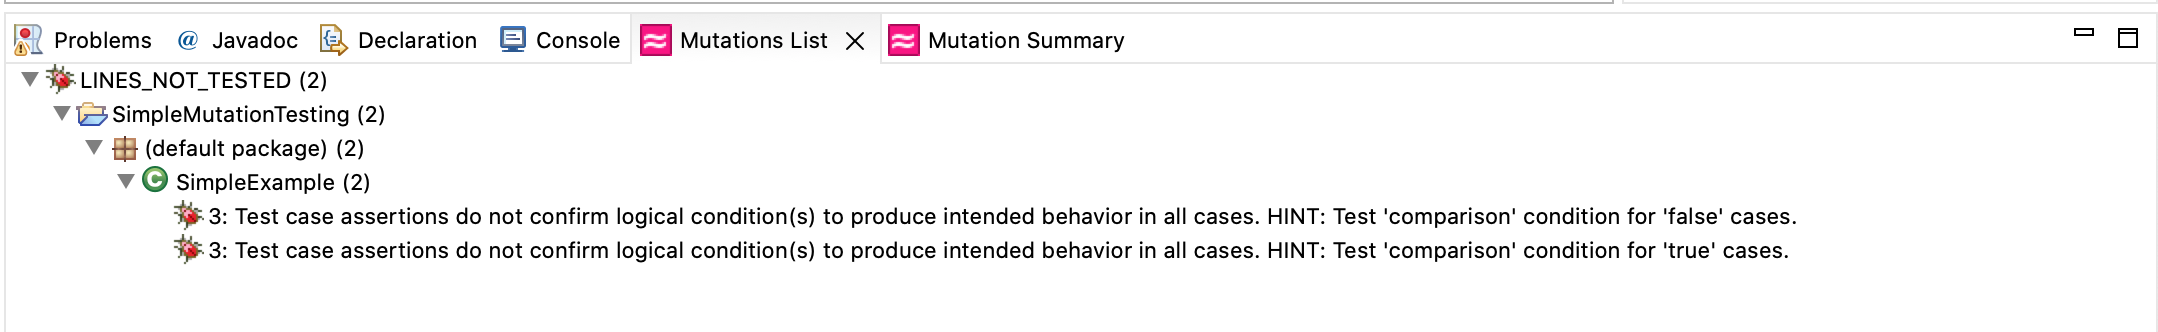 Problems @ Javadoc Declaration Console Mutations List Mutation Summary
LINES_NOT_TESTED (2)
SimpleMutationTesting (2)
(default package) (2)
C SimpleExample (2)
3: Test case assertions do not confirm logical condition(s) to produce intended behavior in all cases. HINT: Test 'comparison' condition for 'false' cases.
3: Test case assertions do not confirm logical condition(s) to produce intended behavior in all cases. HINT: Test 'comparison' condition for 'true' cases.